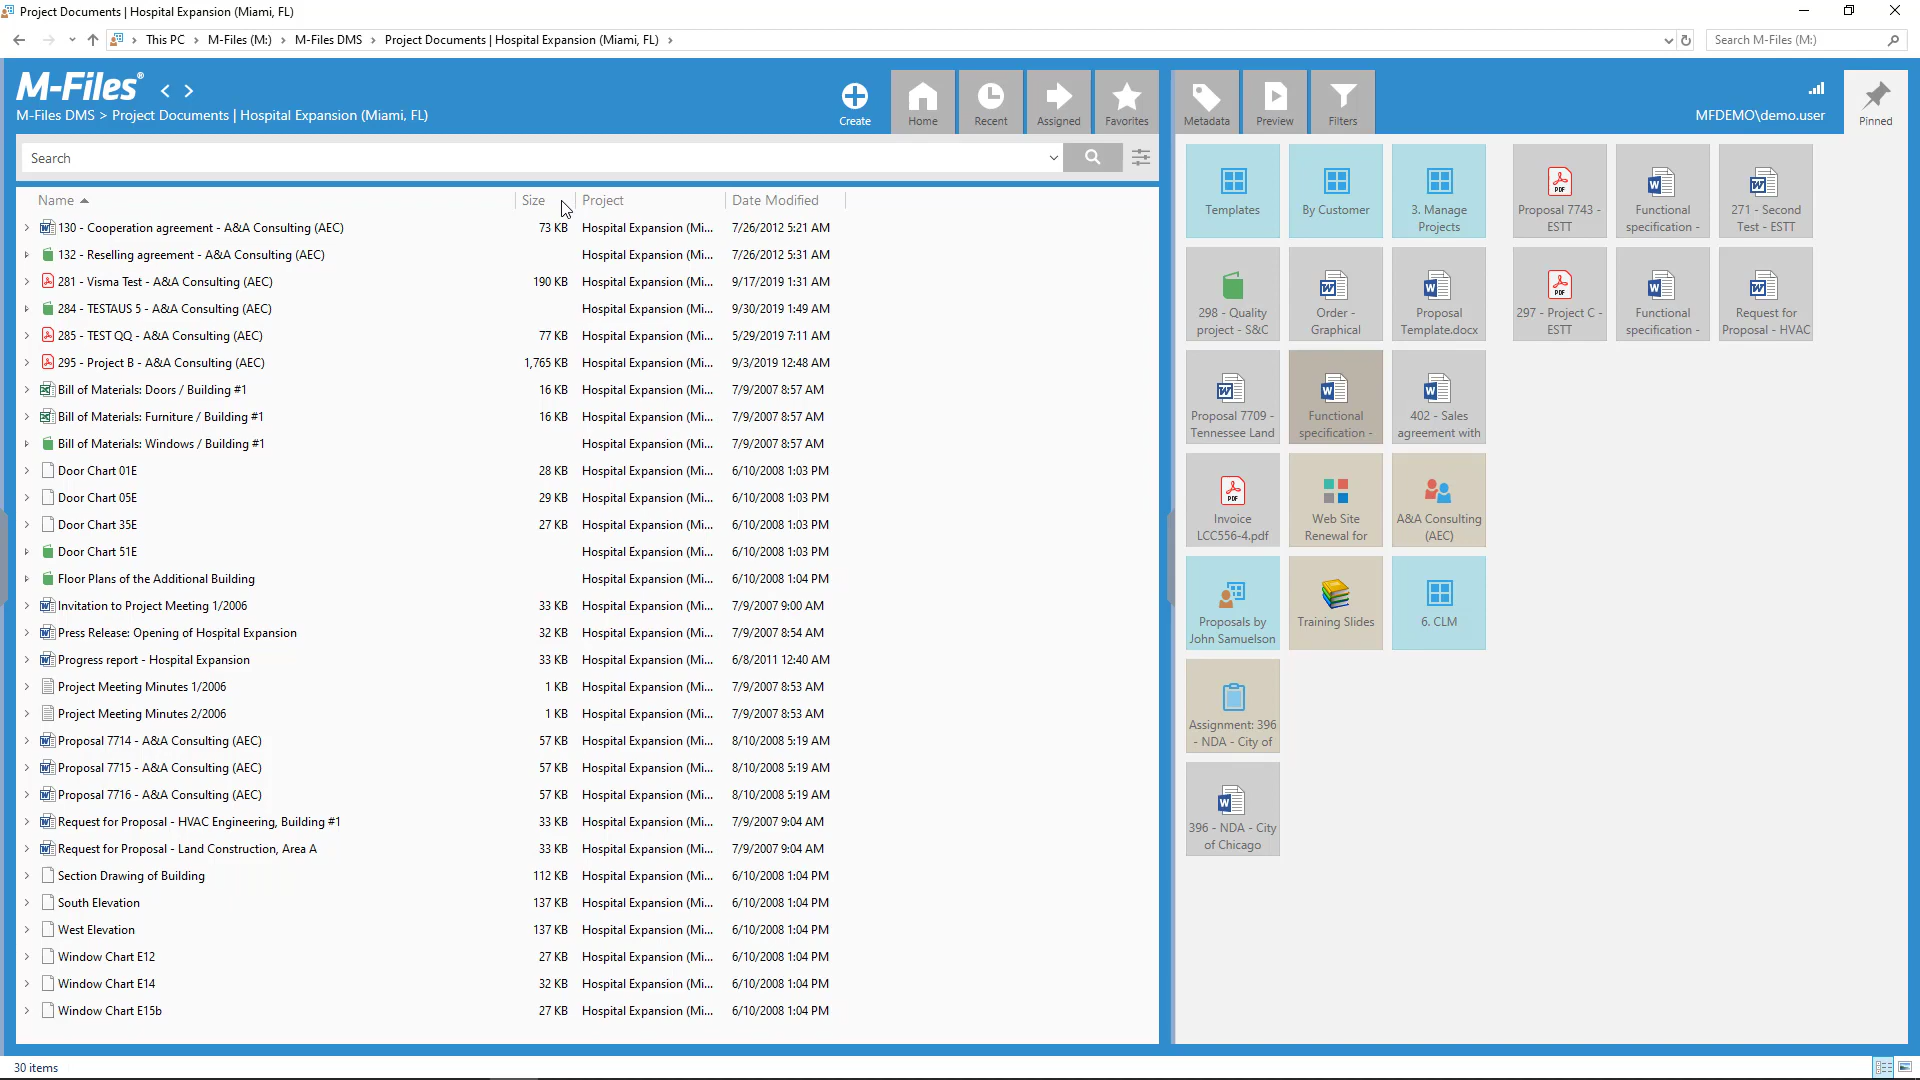 Project Documents | Hospital Expansion (Miami, FL)
This PC > M-Files (M:) > M-Files DMS > Project Documents | Hospital Expansion (Miami, FL) >
Search M-Files (M:)
M-Files®
M-Files DMS > Project Documents | Hospital Expansion (Miami, FL)
Create
Home
Recent
Assigned
Favorites
Metadata
Preview
Filters
MFDEMO\demo.user
Pinned
Search
Name Size Project Date Modified
130 - Cooperation agreement - A&A Consulting (AEC) 73 KB Hospital Expansion (Mi... 7/26/2012 5:21 AM
132 - Reselling agreement - A&A Consulting (AEC) Hospital Expansion (Mi... 7/26/2012 5:31 AM
281 - Visma Test - A&A Consulting (AEC) 190 KB Hospital Expansion (Mi... 9/17/2019 1:31 AM
284 - TESTAUS 5 - A&A Consulting (AEC) Hospital Expansion (Mi... 9/30/2019 1:49 AM
285 - TEST QQ - A&A Consulting (AEC) 77 KB Hospital Expansion (Mi... 5/29/2019 7:11 AM
295 - Project B - A&A Consulting (AEC) 1,765 KB Hospital Expansion (Mi... 9/3/2019 12:48 AM
Bill of Materials: Doors / Building #1 16 KB Hospital Expansion (Mi... 7/9/2007 8:57 AM
Bill of Materials: Furniture / Building #1 16 KB Hospital Expansion (Mi... 7/9/2007 8:57 AM
Bill of Materials: Windows / Building #1 Hospital Expansion (Mi... 7/9/2007 8:57 AM
Door Chart 01E 28 KB Hospital Expansion (Mi... 6/10/2008 1:03 PM
Door Chart 05E 29 KB Hospital Expansion (Mi... 6/10/2008 1:03 PM
Door Chart 35E 27 KB Hospital Expansion (Mi... 6/10/2008 1:03 PM
Door Chart 51E Hospital Expansion (Mi... 6/10/2008 1:03 PM
Floor Plans of the Additional Building Hospital Expansion (Mi... 6/10/2008 1:04 PM
Invitation to Project Meeting 1/2006 33 KB Hospital Expansion (Mi... 7/9/2007 9:00 AM
Press Release: Opening of Hospital Expansion 32 KB Hospital Expansion (Mi... 7/9/2007 8:54 AM
Progress report - Hospital Expansion 33 KB Hospital Expansion (Mi... 6/8/2011 12:40 AM
Project Meeting Minutes 1/2006 1 KB Hospital Expansion (Mi... 7/9/2007 8:53 AM
Project Meeting Minutes 2/2006 1 KB Hospital Expansion (Mi... 7/9/2007 8:53 AM
Proposal 7714 - A&A Consulting (AEC) 57 KB Hospital Expansion (Mi... 8/10/2008 5:19 AM
Proposal 7715 - A&A Consulting (AEC) 57 KB Hospital Expansion (Mi... 8/10/2008 5:19 AM
Proposal 7716 - A&A Consulting (AEC) 57 KB Hospital Expansion (Mi... 8/10/2008 5:19 AM
Request for Proposal - HVAC Engineering, Building #1 33 KB Hospital Expansion (Mi... 7/9/2007 9:04 AM
Request for Proposal - Land Construction, Area A 33 KB Hospital Expansion (Mi... 7/9/2007 9:04 AM
Section Drawing of Building 112 KB Hospital Expansion (Mi... 6/10/2008 1:04 PM
South Elevation 137 KB Hospital Expansion (Mi... 6/10/2008 1:04 PM
West Elevation 137 KB Hospital Expansion (Mi... 6/10/2008 1:04 PM
Window Chart E12 27 KB Hospital Expansion (Mi... 6/10/2008 1:04 PM
Window Chart E14 32 KB Hospital Expansion (Mi... 6/10/2008 1:04 PM
Window Chart E15b 27 KB Hospital Expansion (Mi... 6/10/2008 1:04 PM
Templates
By Customer
3. Manage
Projects
Proposal 7743 -
ESTT
Functional
specification -
271 - Second
Test - ESTT
298 - Quality
project - S&C
Order -
Graphical
Proposal
Template.docx
297 - Project C -
ESTT
Functional
specification -
Request for
Proposal - HVAC
Proposal 7709 -
Tennessee Land
Functional
specification -
402 - Sales
agreement with
Invoice
LCC556-4.pdf
Web Site
Renewal for
A&A Consulting
(AEC)
Proposals by
John Samuelson
Training Slides
6. CLM
Assignment: 396
- NDA - City of
396 - NDA - City
of Chicago
30 items